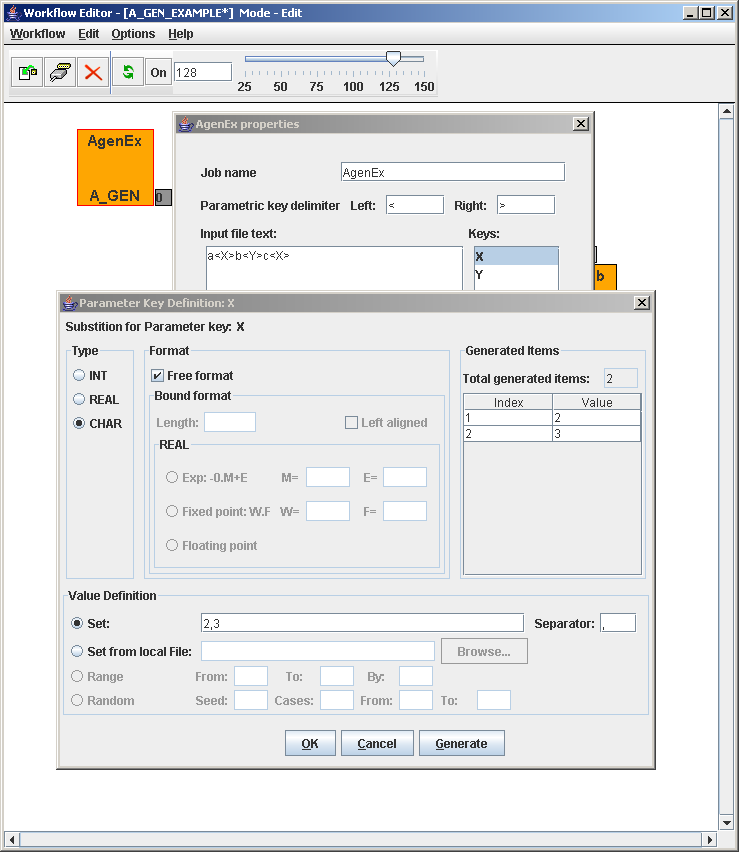 Workflow Editor - [A_GEN_EXAMPLE*] Mode - Edit
Workflow Edit Options Help
On 128
25 50 75 100 125 150
AgenEx
A_GEN
0
AgenEx properties
Job name AgenEx
Parametric key delimiter Left: < Right: >
Input file text: Keys:
a<X>b<Y>c<X> X
Y
b
Parameter Key Definition: X
Substition for Parameter key: X
Type Format Generated Items
INT Free format Total generated items: 2
REAL Bound format Index Value
CHAR Length: Left aligned 1 2
2 3
REAL
Exp: -0.M+E M= E=
Fixed point: W.F W= F=
Floating point
Value Definition
Set: 2,3 Separator: ,
Set from local File: Browse...
Range From: To: By:
Random Seed: Cases: From: To:
OK Cancel Generate